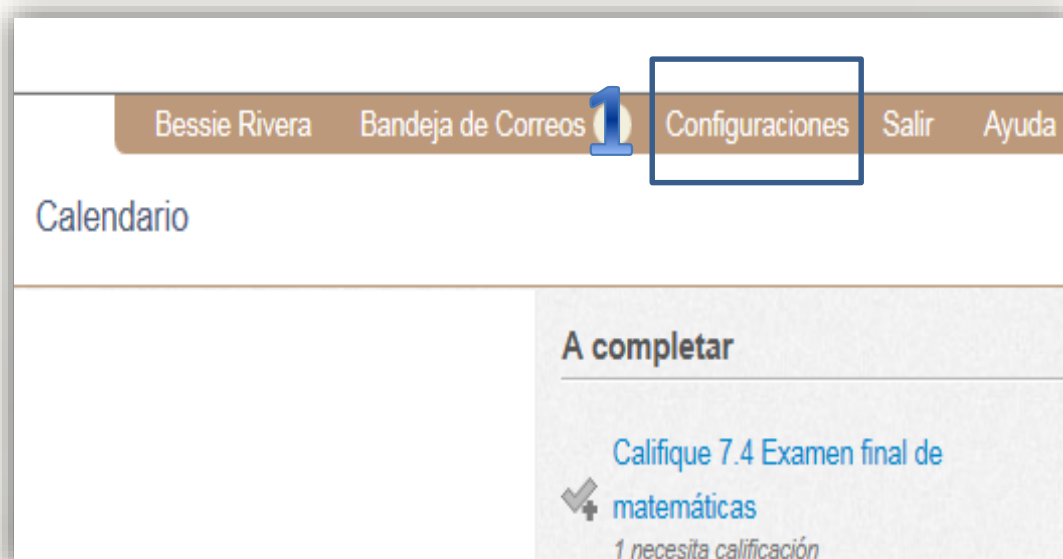 Bessie Rivera Bandeja de Correos 1 Configuraciones Salir Ayuda
Calendario
A completar
Califique 7.4 Examen final de
matemáticas
1 necesita calificación